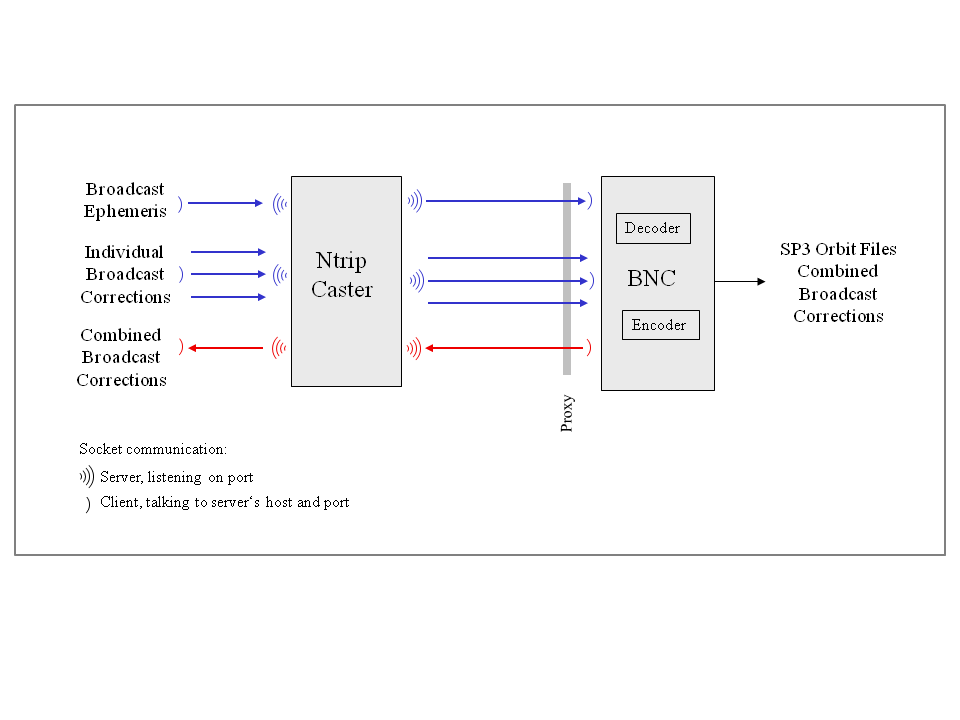 Broadcast
Ephemeris
Individual
Broadcast
Corrections
Combined
Broadcast
Corrections
Ntrip
Caster
Proxy
Decoder
BNC
Encoder
SP3 Orbit Files
Combined
Broadcast
Corrections
Socket communication:
Server, listening on port
Client, talking to server‘s host and port